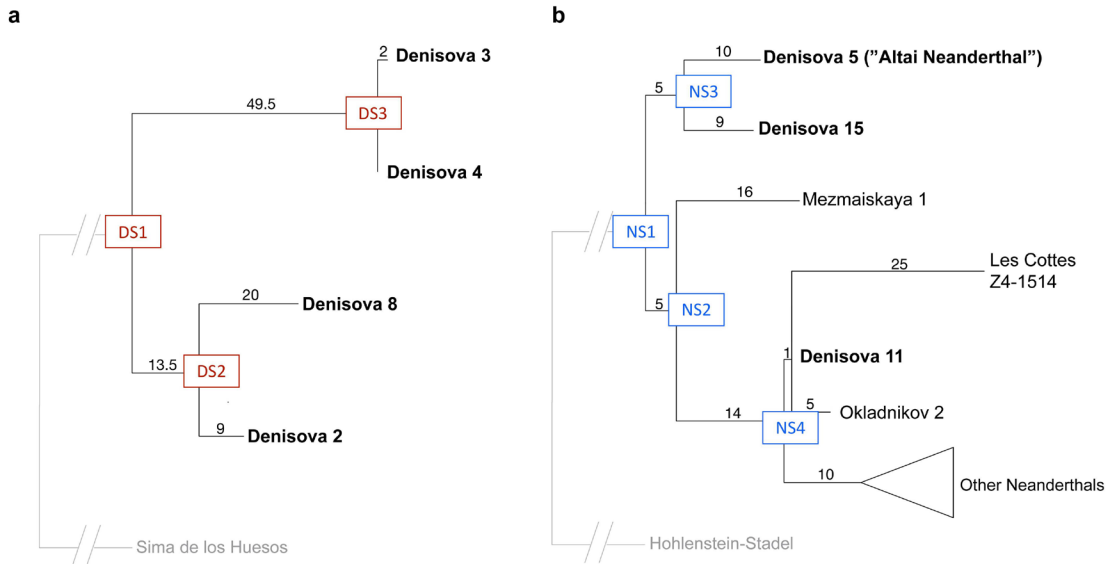 a
2
Denisova 3
49.5
DS3
Denisova 4
DS1
20
Denisova 8
13.5
DS2
9
Denisova 2
Sima de los Huesos
b
10
Denisova 5 (”Altai Neanderthal”)
5
NS3
9
Denisova 15
16
Mezmaiskaya 1
NS1
25
Les Cottes
Z4-1514
5
NS2
1
Denisova 11
5
Okladnikov 2
14
NS4
10
Other Neanderthals
Hohlenstein-Stadel